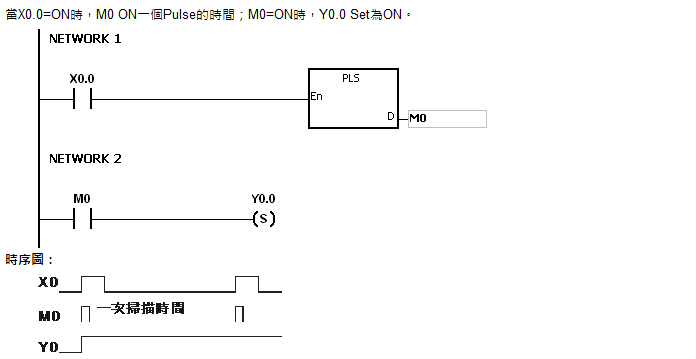 當X0.0=ON時，M0 ON一個Pulse的時間；M0=ON時，Y0.0 Set為ON。
NETWORK 1
X0.0
PLS
En
D
M0
NETWORK 2
M0
Y0.0
(S)
時序圖：
X0
M0
一次掃描時間
Y0